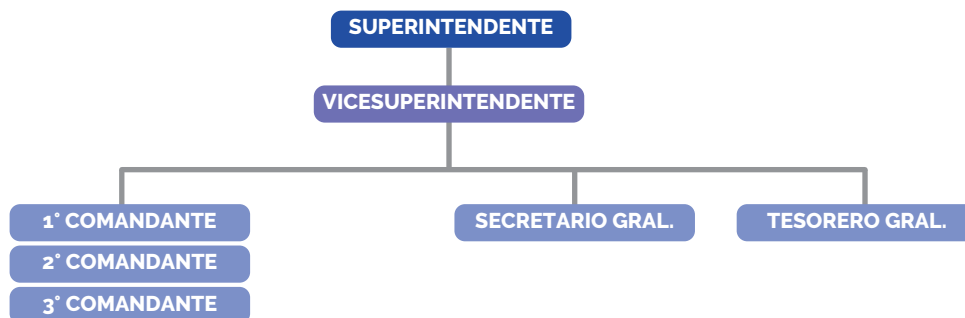 SUPERINTENDENTE
VICESUPERINTENDENTE
1° COMANDANTE
2° COMANDANTE
3° COMANDANTE
SECRETARIO GRAL.
TESORERO GRAL.